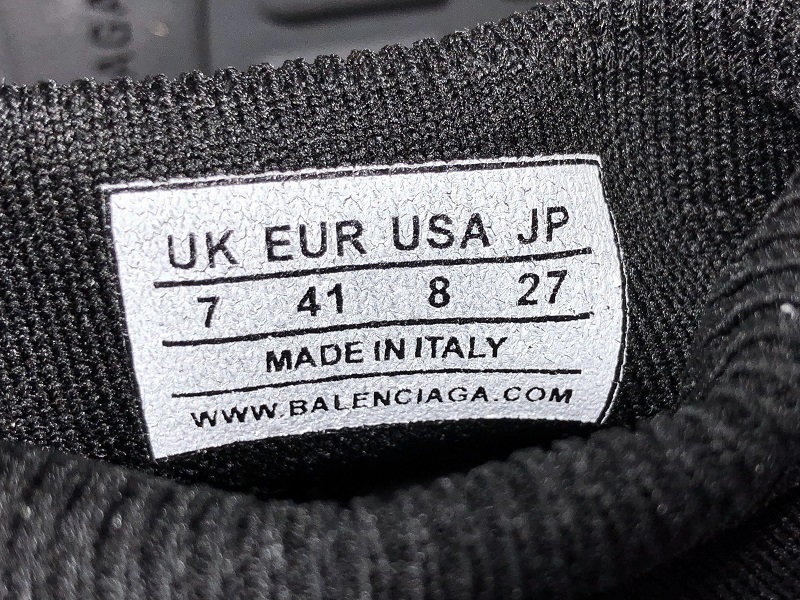 UK EUR USA JP
7 41 8 27
MADE IN ITALY
WWW.BALENCIAGA.COM